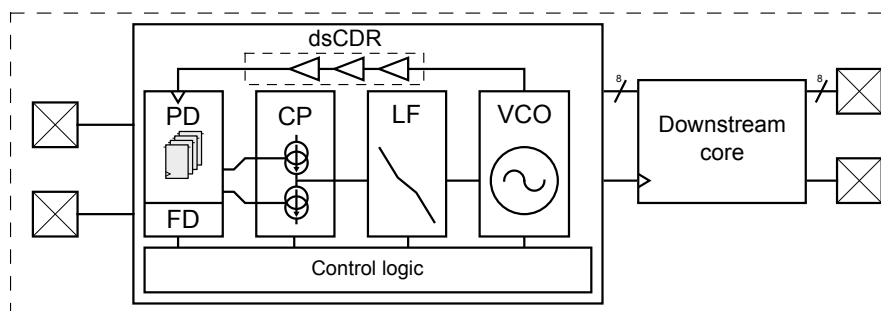 dsCDR
PD
CP
LF
VCO
FD
Control logic
8
Downstream
core
8